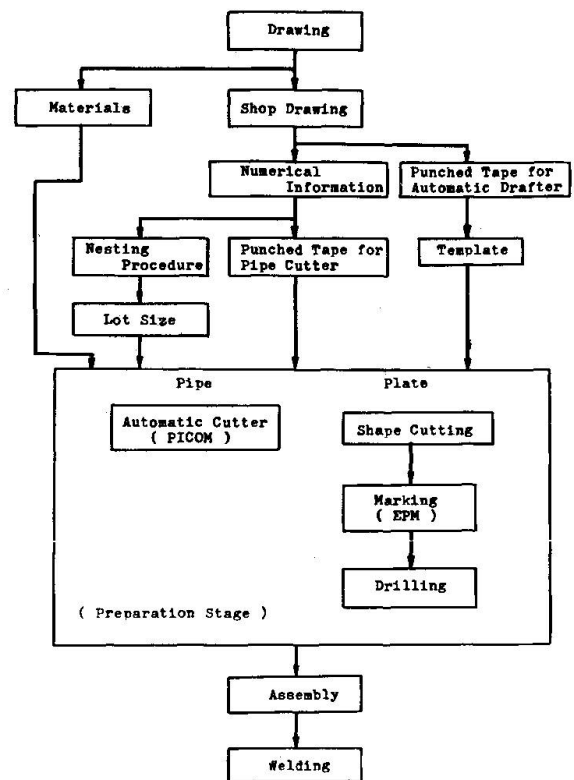 Drawing
Materials
Shop Drawing
Numerical
Information
Punched Tape for
Automatic Drafter
Nesting
Procedure
Punched Tape for
Pipe Cutter
Template
Lot Size
Pipe
Plate
Automatic Cutter
( PICOM )
Shape Cutting
Marking
( EPM )
Drilling
( Preparation Stage )
Assembly
Welding